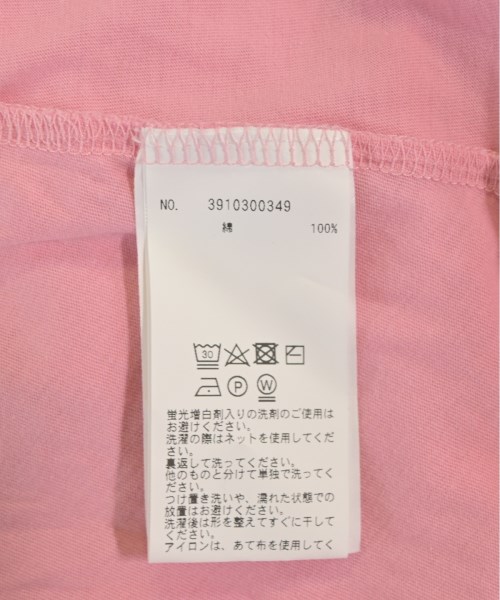 NO. 3910300349
綿 100%
30
P W
蛍光増白剤入りの洗剤のご使用は
お避けください。
洗濯の際はネットを使用してくださ
い。
裏返して洗ってください。
他のものと分けて単独で洗ってく
ださい。
つけ置き洗いや、濡れた状態での
放置はお避けください。
洗濯後は形を整えてすぐに干して
ください。
アイロンは、あて布を使用してく